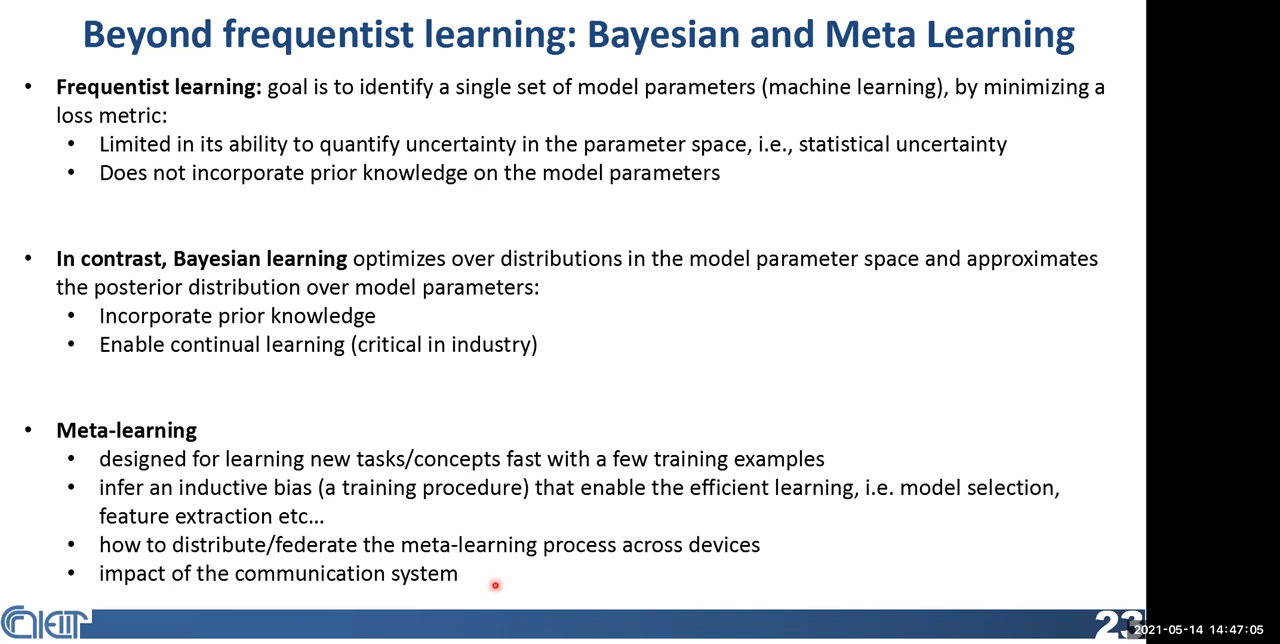 Beyond frequentist learning: Bayesian and Meta Learning
• Frequentist learning: goal is to identify a single set of model parameters (machine learning), by minimizing a
loss metric:
• Limited in its ability to quantify uncertainty in the parameter space, i.e., statistical uncertainty
• Does not incorporate prior knowledge on the model parameters
• In contrast, Bayesian learning optimizes over distributions in the model parameter space and approximates
the posterior distribution over model parameters:
• Incorporate prior knowledge
• Enable continual learning (critical in industry)
• Meta-learning
• designed for learning new tasks/concepts fast with a few training examples
• infer an inductive bias (a training procedure) that enable the efficient learning, i.e. model selection,
feature extraction etc...
• how to distribute/federate the meta-learning process across devices
• impact of the communication system
23
2021-05-14 14:47:05